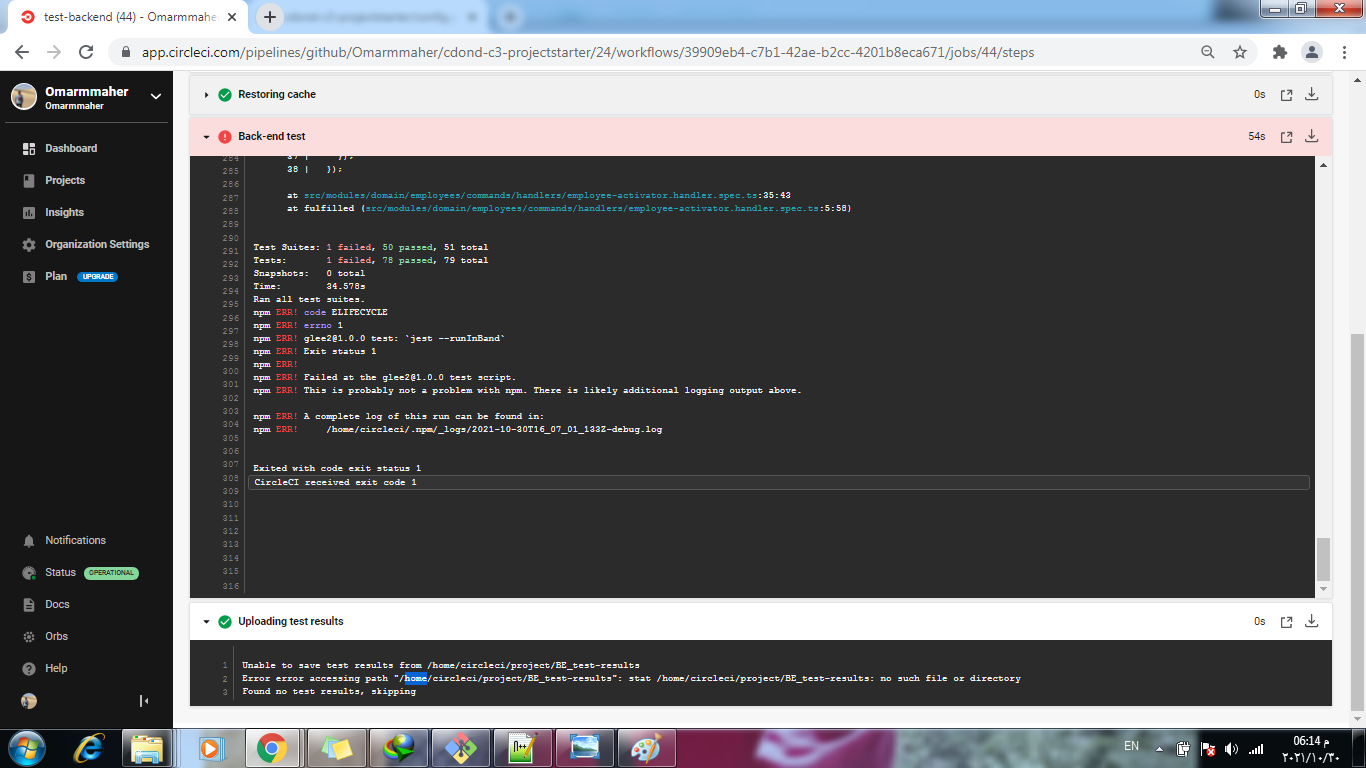 test-backend (44) - Omarmmaher
app.circleci.com/pipelines/github/Omarmmaher/cdond-c3-projectstarter/24/workflows/39909eb4-c7b1-42ae-b2cc-4201b8eca671/jobs/44/steps
Omarmmaher
Omarmmaher
Dashboard
Projects
Insights
Organization Settings
Plan UPGRADE
Notifications
Status OPERATIONAL
Docs
Orbs
Help
Restoring cache 0s
Back-end test 54s
284 37 | });
285 38 | });
286
287 at src/modules/domain/employees/commands/handlers/employee-activator.handler.spec.ts:35:43
288 at fulfilled (src/modules/domain/employees/commands/handlers/employee-activator.handler.spec.ts:5:58)
289
290
291 Test Suites: 1 failed, 50 passed, 51 total
292 Tests: 1 failed, 78 passed, 79 total
293 Snapshots: 0 total
294 Time: 34.578s
295 Ran all test suites.
296 npm ERR! code ELIFECYCLE
297 npm ERR! errno 1
298 npm ERR! glee2@1.0.0 test: `jest --runInBand`
299 npm ERR! Exit status 1
300 npm ERR!
301 npm ERR! Failed at the glee2@1.0.0 test script.
302 npm ERR! This is probably not a problem with npm. There is likely additional logging output above.
303
304 npm ERR! A complete log of this run can be found in:
305 npm ERR! /home/circleci/.npm/_logs/2021-10-30T16_07_01_133Z-debug.log
306
307
308 Exited with code exit status 1
309 CircleCI received exit code 1
310
311
312
313
314
315
316
Uploading test results 0s
1 Unable to save test results from /home/circleci/project/BE_test-results
2 Error error accessing path "/home/circleci/project/BE_test-results": stat /home/circleci/project/BE_test-results: no such file or directory
3 Found no test results, skipping
EN
06:14 م
٢٠٢١/١٠/٣٠